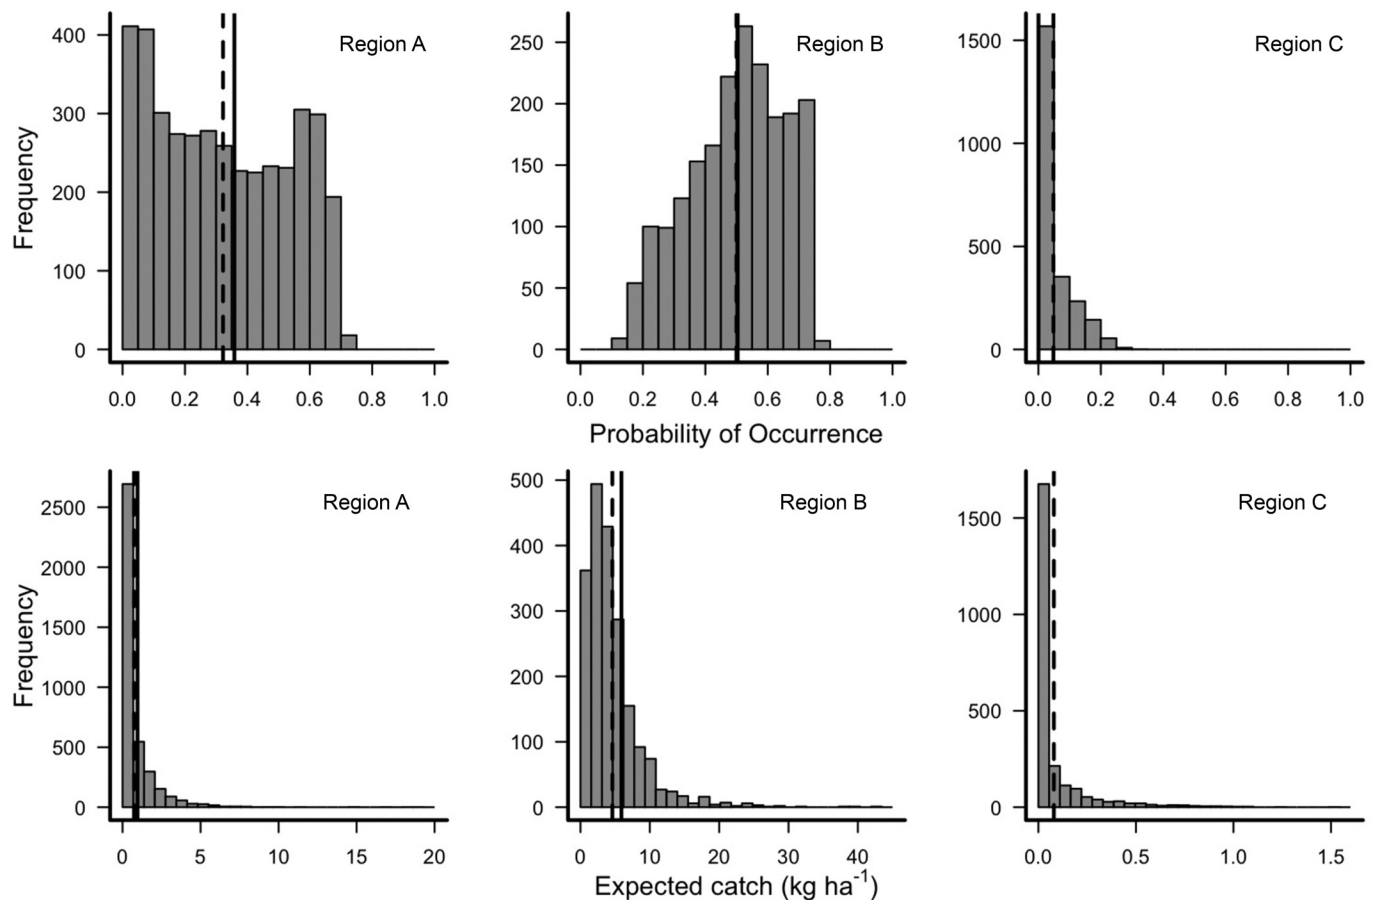 Region A
Region B
Region C
Frequency
400
300
200
100
0
250
200
150
100
50
0
1500
1000
500
0
0.0 0.2 0.4 0.6 0.8 1.0
0.0 0.2 0.4 0.6 0.8 1.0
0.0 0.2 0.4 0.6 0.8 1.0
Probability of Occurrence
Region A
Region B
Region C
Frequency
2500
2000
1500
1000
500
0
500
400
300
200
100
0
1500
1000
500
0
0 5 10 15 20
0 10 20 30 40
0.0 0.5 1.0 1.5
Expected catch (kg ha⁻¹)